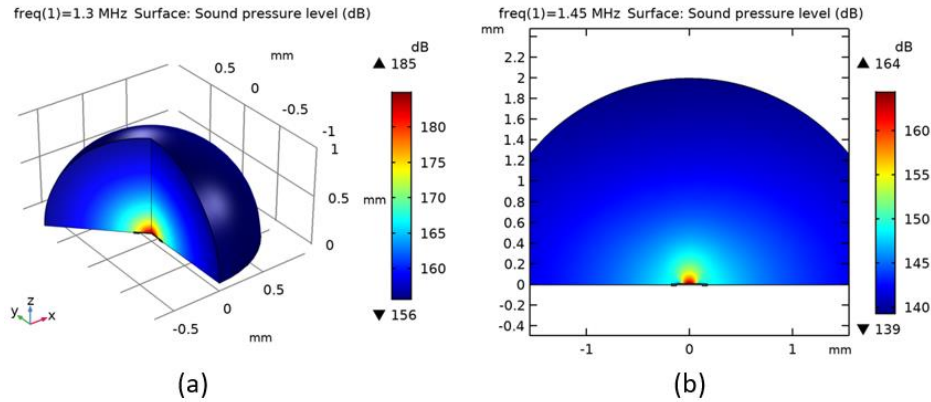 freq(1)=1.3 MHz Surface: Sound pressure level (dB)
dB
▲ 185
mm
0.5
0
-0.5
-1
1
0.5
mm
0
180
175
170
165
160
▼ 156
0.5
0
-0.5
mm
z
y
x
(a)
freq(1)=1.45 MHz Surface: Sound pressure level (dB)
mm
dB
▲ 164
2.2
2
1.8
1.6
1.4
1.2
1
0.8
0.6
0.4
0.2
0
-0.2
-0.4
160
155
150
145
140
▼ 139
-1
0
1
mm
(b)